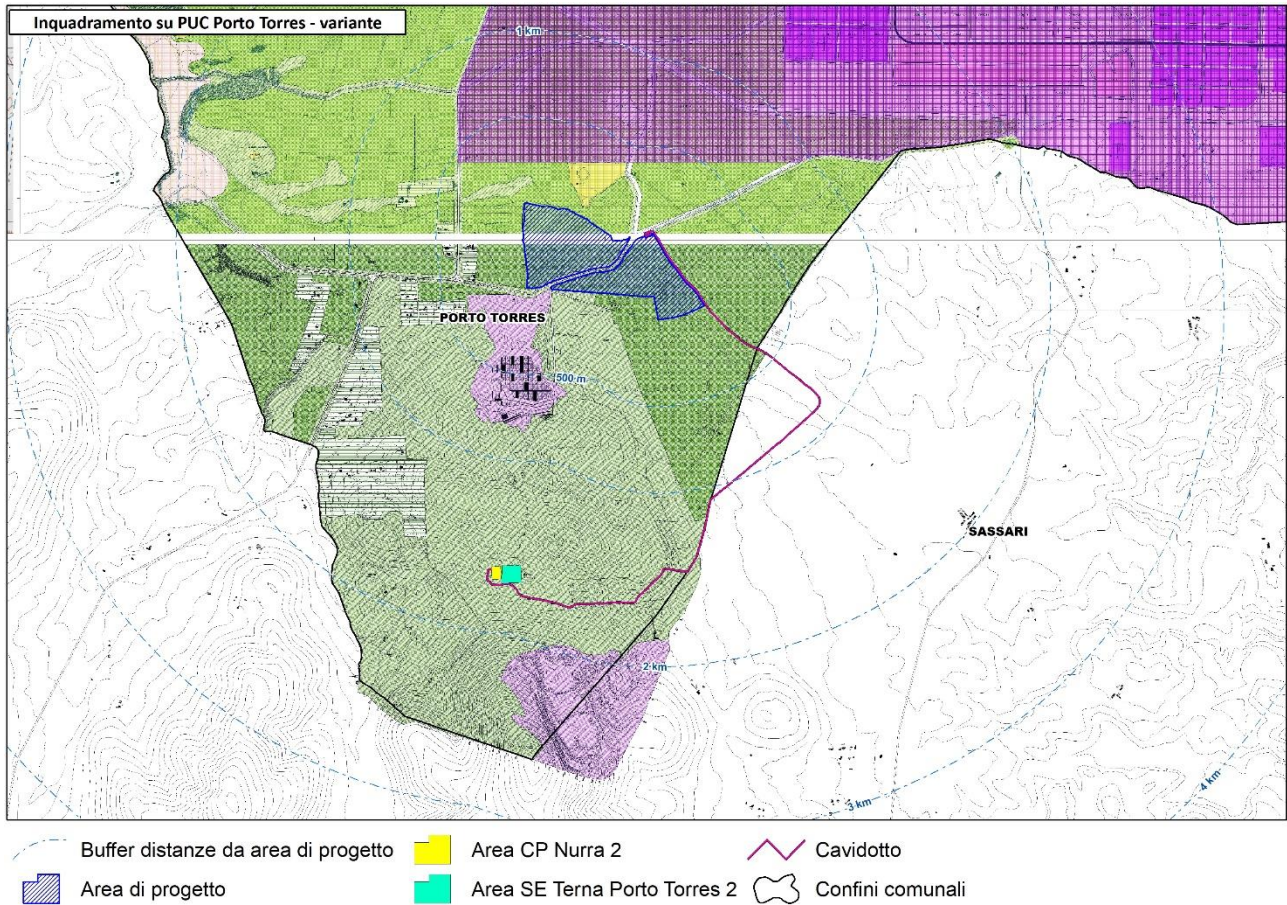 Inquadramento su PUC Porto Torres - variante
1 km
PORTO TORRES
500 m
SASSARI
2 km
3 km
4 km
Buffer distanze da area di progetto
Area CP Nurra 2
Cavidotto
Area di progetto
Area SE Terna Porto Torres 2
Confini comunali